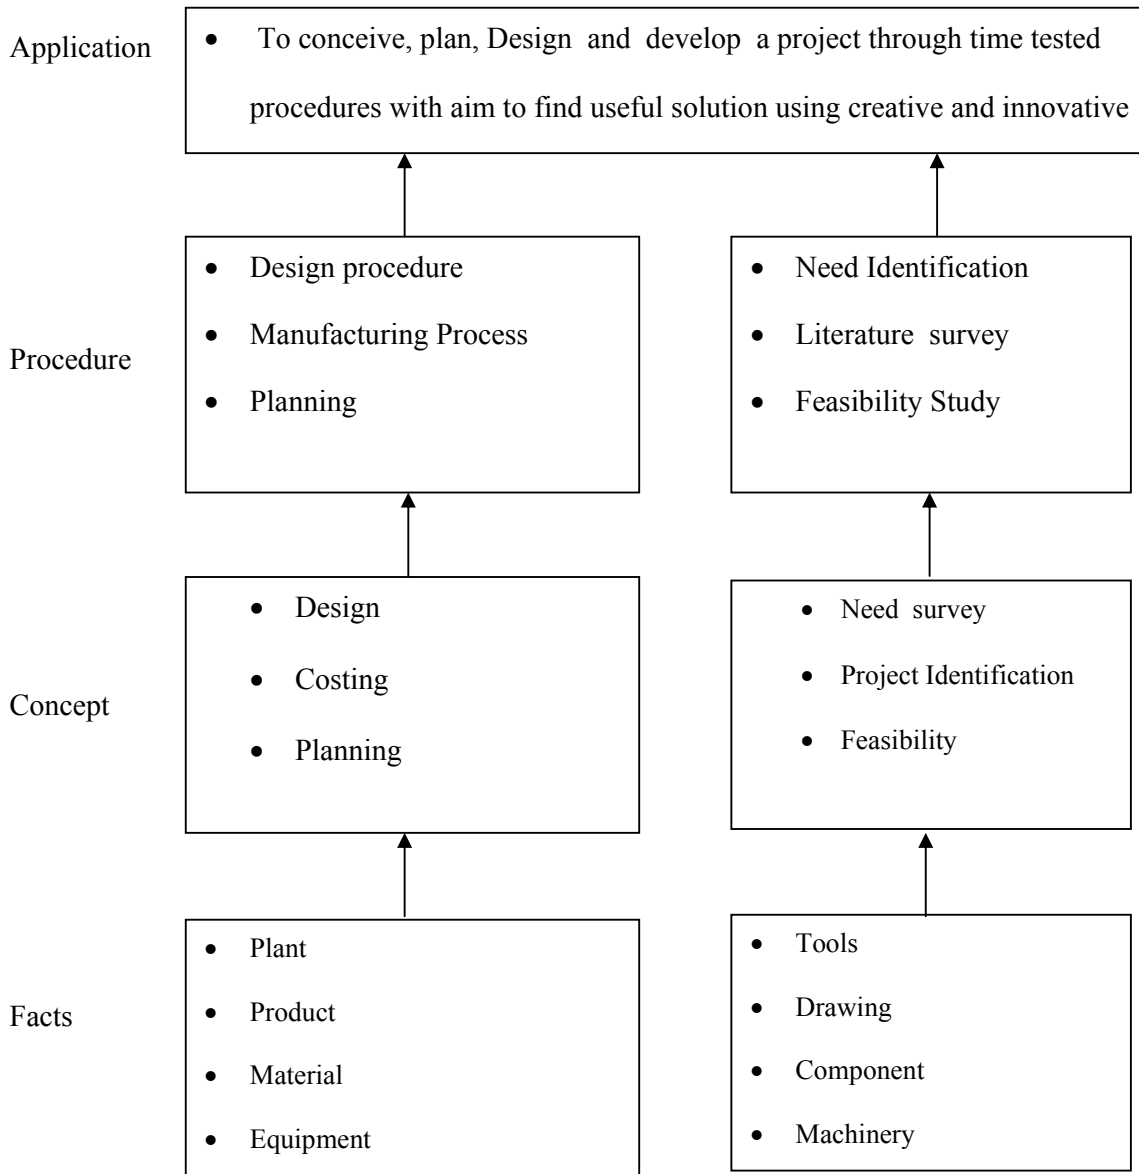 Application
• To conceive, plan, Design and develop a project through time tested
procedures with aim to find useful solution using creative and innovative
Procedure
• Design procedure
• Manufacturing Process
• Planning
• Need Identification
• Literature survey
• Feasibility Study
Concept
• Design
• Costing
• Planning
• Need survey
• Project Identification
• Feasibility
Facts
• Plant
• Product
• Material
• Equipment
• Tools
• Drawing
• Component
• Machinery